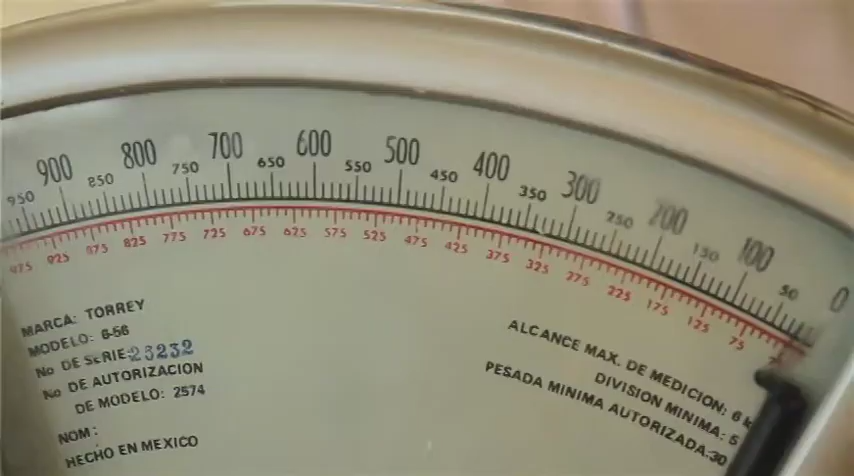 900 800 700 600 500 400 300 200 100 0
950 850 750 650 550 450 350 250 150 50
975 925 875 825 775 725 675 625 575 525 475 425 375 325 275 225 175 125 75
MARCA: TORREY
MODELO: 6-56
No DE SERIE: 23232
No DE AUTORIZACION
DE MODELO: 2574
NOM:
HECHO EN MEXICO
ALCANCE MAX. DE MEDICION: 6 k
DIVISION MINIMA: 5
PESADA MINIMA AUTORIZADA: 30